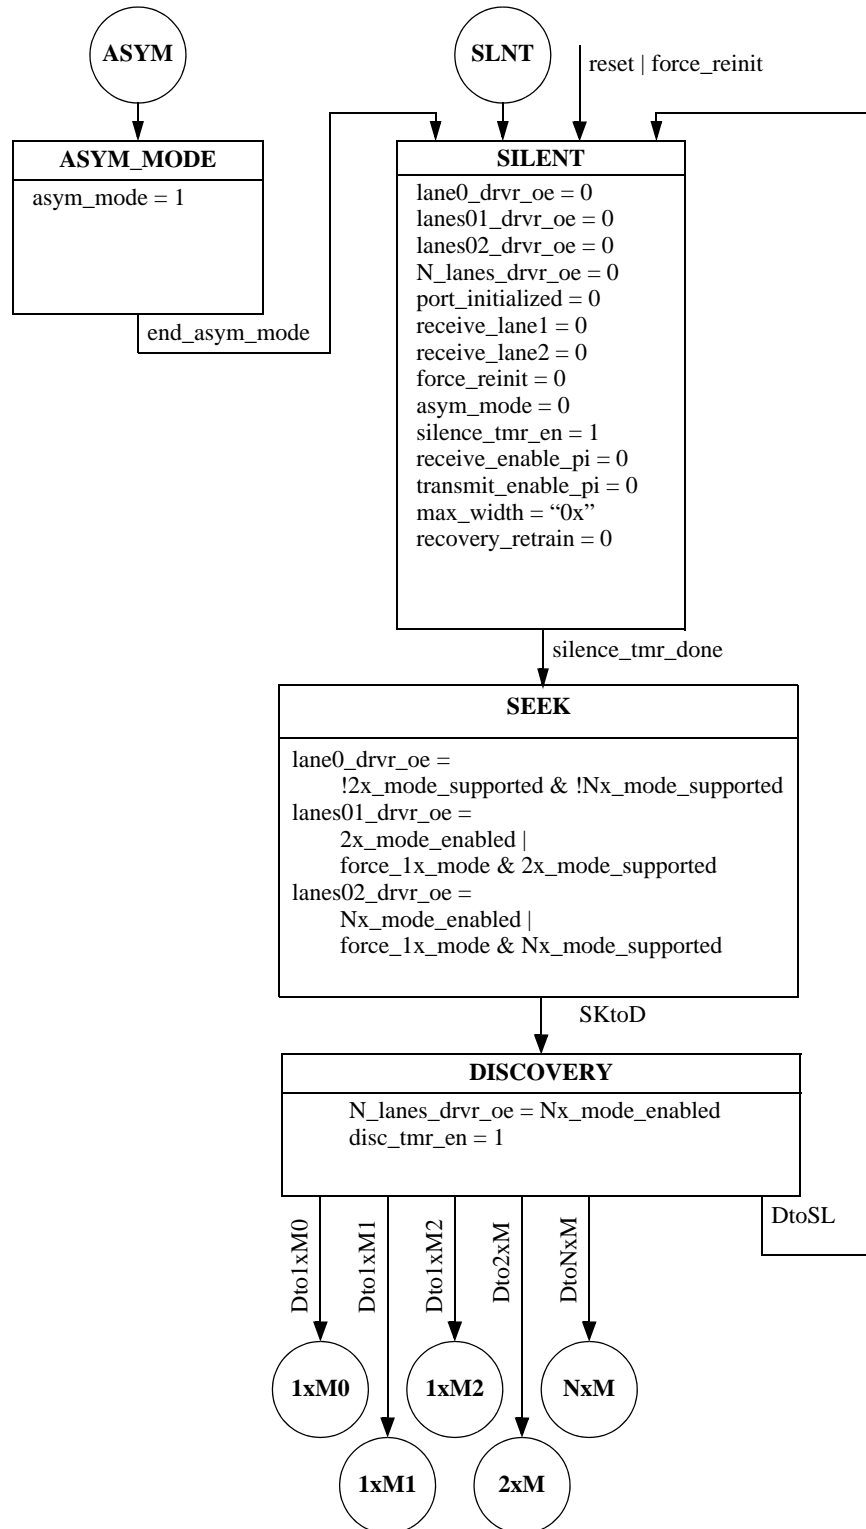 ASYM
SLNT
reset | force_reinit
ASYM_MODE
asym_mode = 1
end_asym_mode
SILENT
lane0_drvr_oe = 0
lanes01_drvr_oe = 0
lanes02_drvr_oe = 0
N_lanes_drvr_oe = 0
port_initialized = 0
receive_lane1 = 0
receive_lane2 = 0
force_reinit = 0
asym_mode = 0
silence_tmr_en = 1
receive_enable_pi = 0
transmit_enable_pi = 0
max_width = “0x”
recovery_retrain = 0
silence_tmr_done
SEEK
lane0_drvr_oe =
!2x_mode_supported & !Nx_mode_supported
lanes01_drvr_oe =
2x_mode_enabled |
force_1x_mode & 2x_mode_supported
lanes02_drvr_oe =
Nx_mode_enabled |
force_1x_mode & Nx_mode_supported
SKtoD
DISCOVERY
N_lanes_drvr_oe = Nx_mode_enabled
disc_tmr_en = 1
Dto1xM0
Dto1xM1
Dto1xM2
Dto2xM
DtoNxM
DtoSL
1xM0
1xM2
NxM
1xM1
2xM